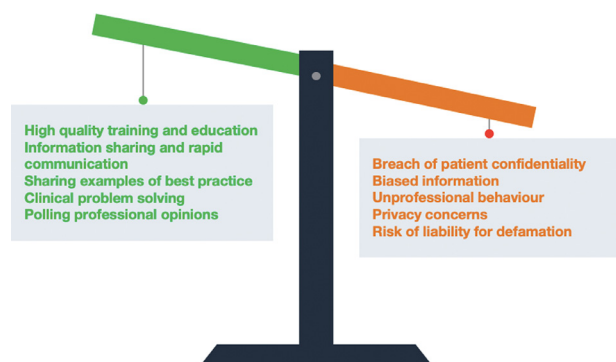 High quality training and education
Information sharing and rapid
communication
Sharing examples of best practice
Clinical problem solving
Polling professional opinions
Breach of patient confidentiality
Biased information
Unprofessional behaviour
Privacy concerns
Risk of liability for defamation